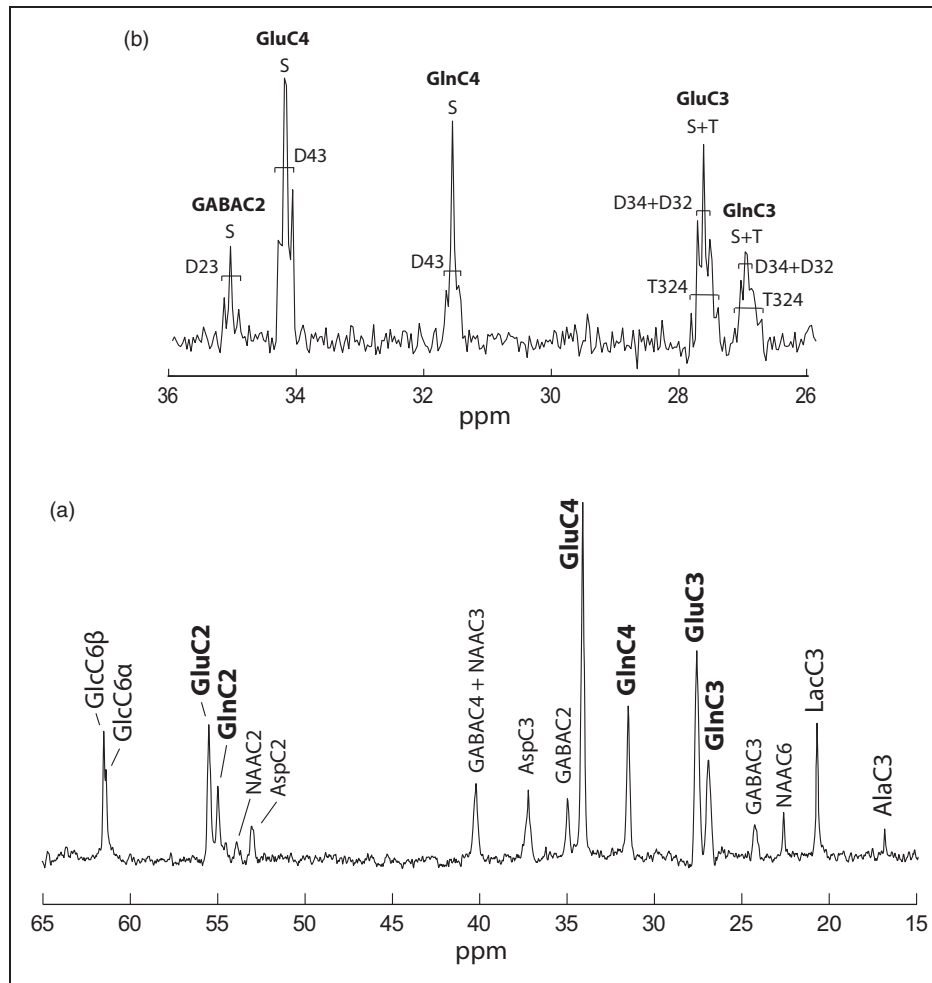 (b)
GluC4
S
D43
GlnC4
S
D43
GABAC2
S
D23
GluC3
S+T
D34+D32
T324
GlnC3
S+T
D34+D32
T324
36 34 32 30 28 26
ppm
(a)
GlcC6β
GlcC6α
GluC2
GlnC2
NAAC2
AspC2
GABAC4 + NAAC3
AspC3
GABAC2
GluC4
GlnC4
GluC3
GlnC3
GABAC3
NAAC6
LacC3
AlaC3
65 60 55 50 45 40 35 30 25 20 15
ppm